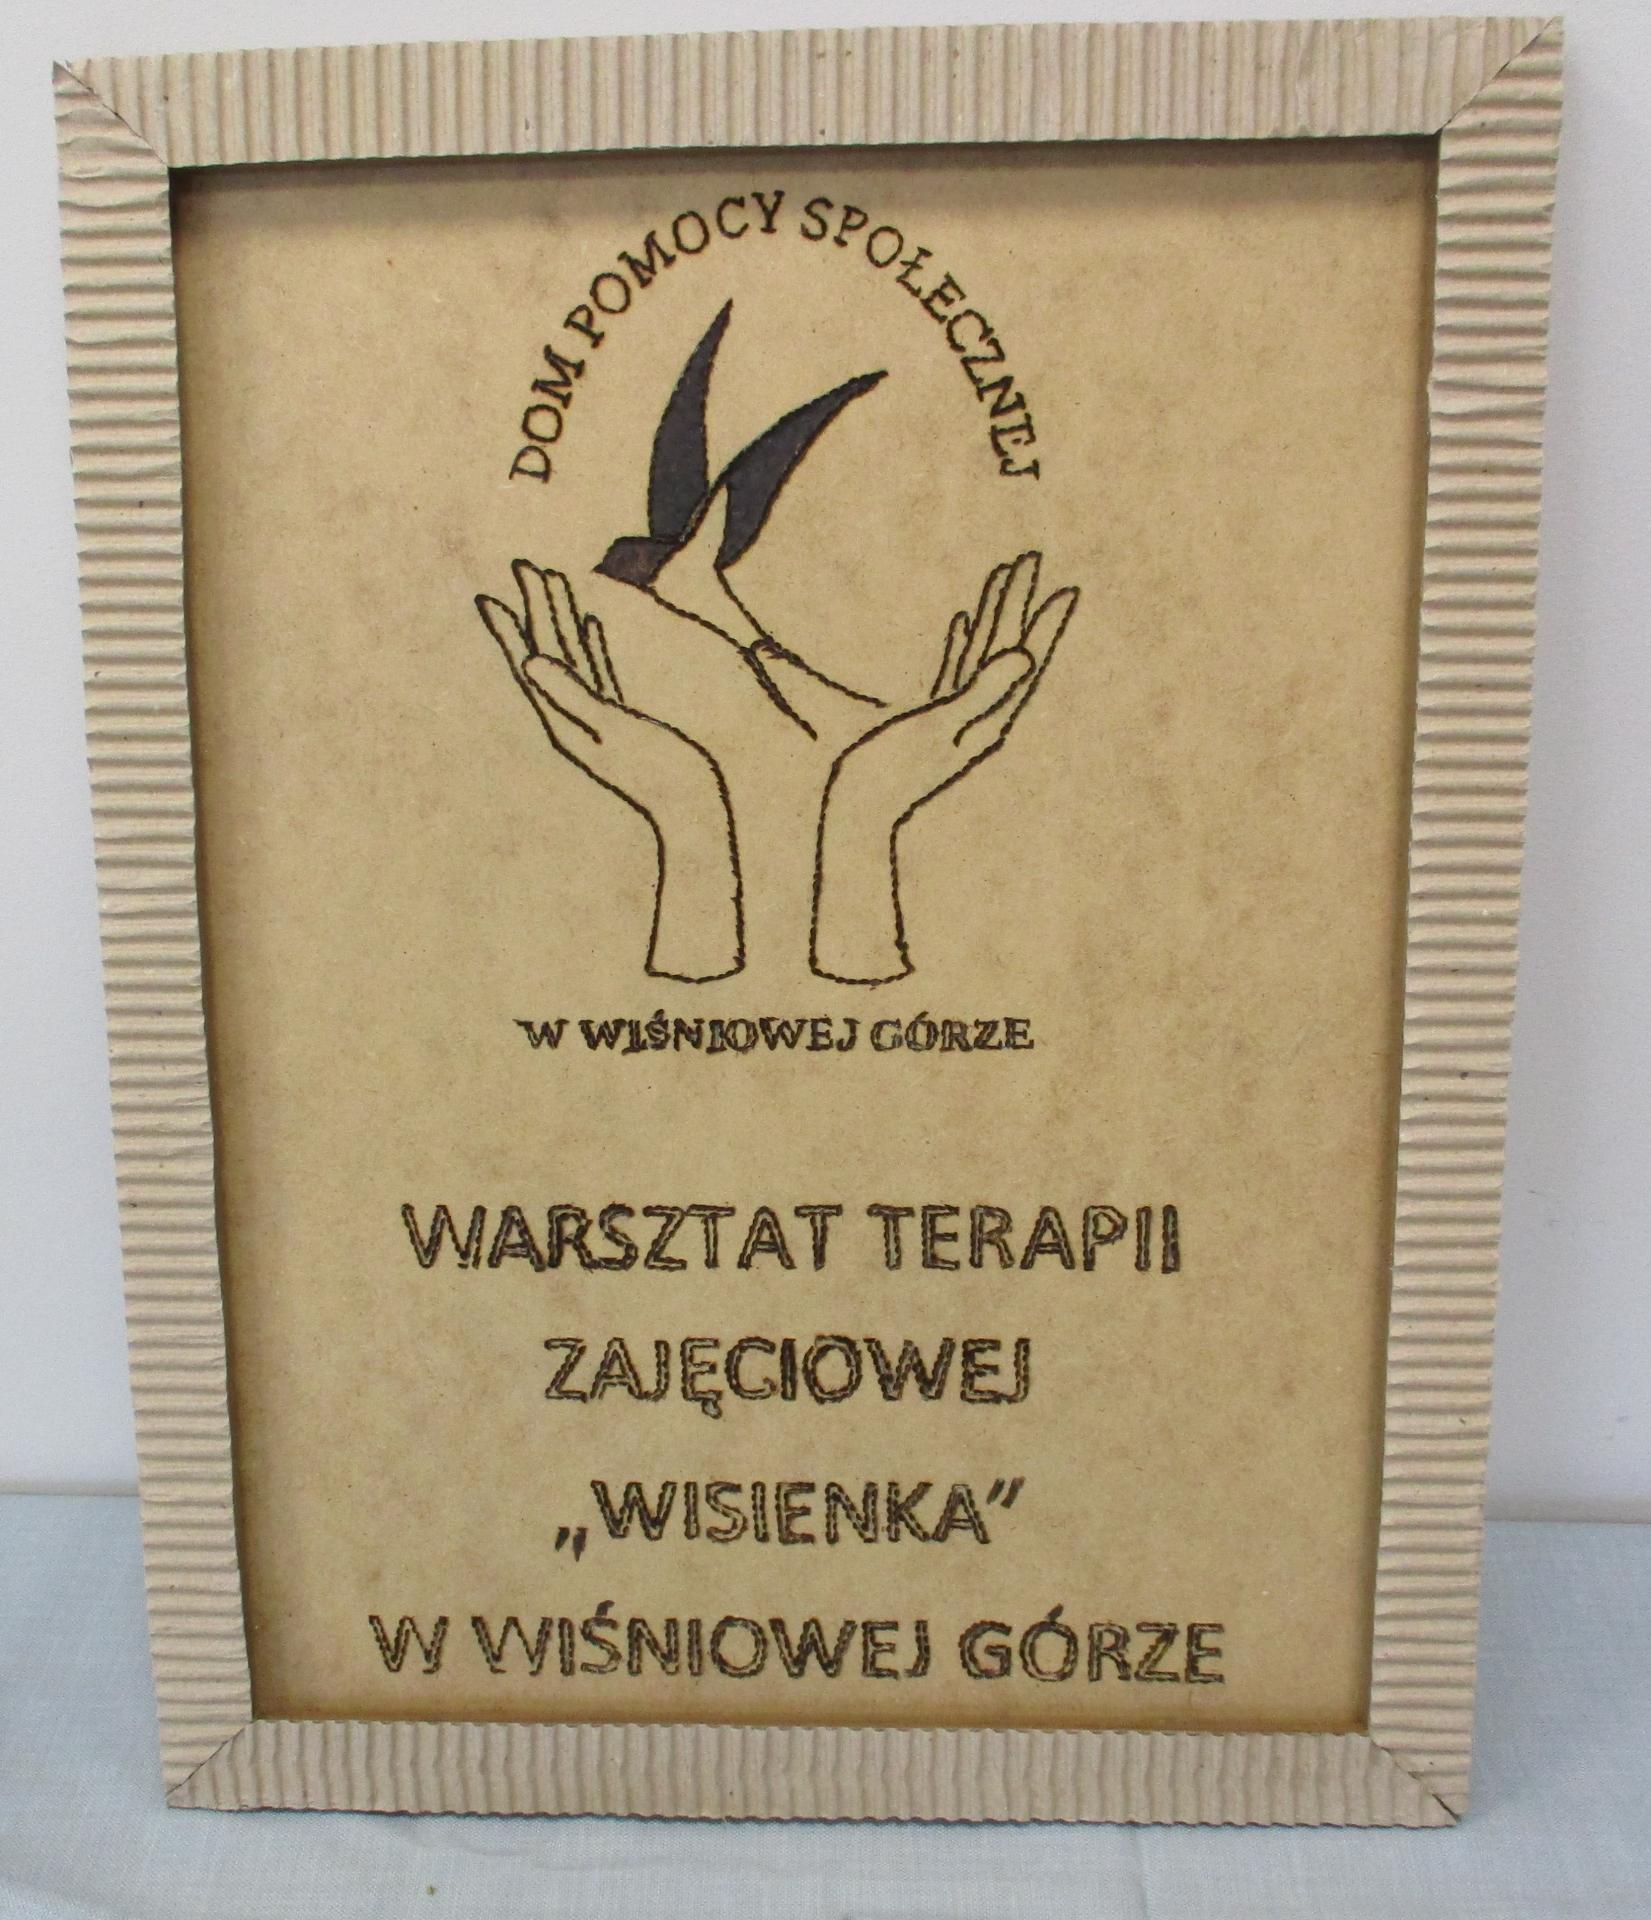 DOM POMOCY SPOŁECZNEJ
W WIŚNIOWEJ GÓRZE
WARSZTAT TERAPII
ZAJĘCIOWEJ
„WISIENKA”
W WIŚNIOWEJ GÓRZE